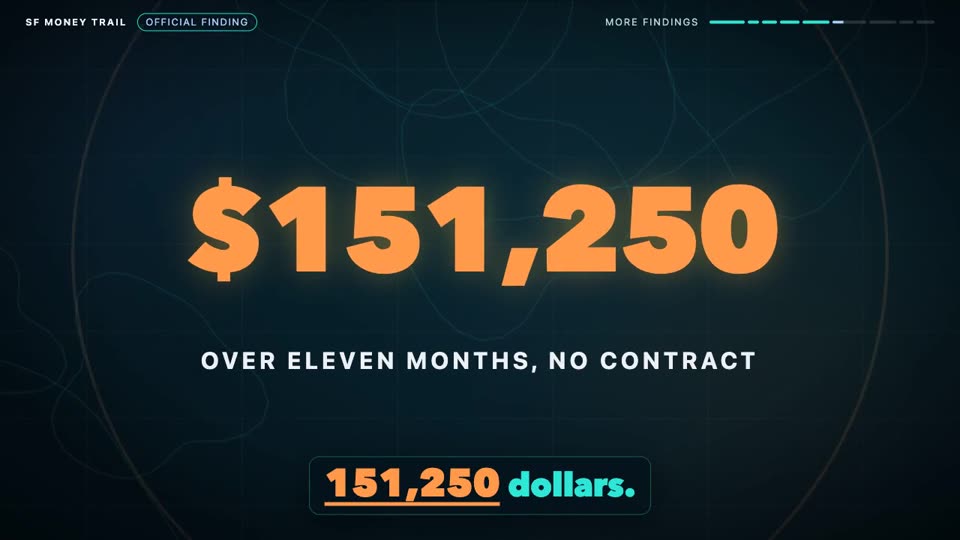 SF MONEY TRAIL
OFFICIAL FINDING
MORE FINDINGS
$151,250
OVER ELEVEN MONTHS, NO CONTRACT
151,250 dollars.